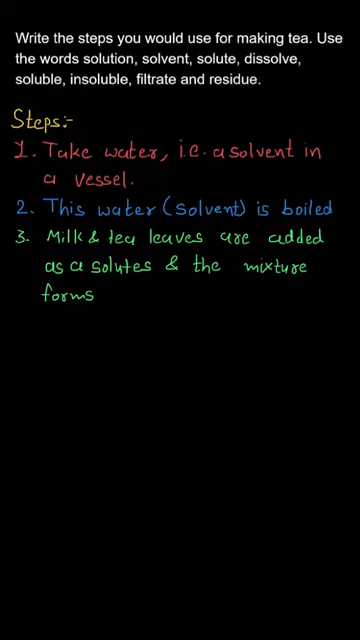 Write the steps you would use for making tea. Use
the words solution, solvent, solute, dissolve,
soluble, insoluble, filtrate and residue.
Steps:-
1. Take water, i.e. a solvent in
a vessel.
2. This water (solvent) is boiled
3. Milk & tea leaves are added
as a solutes & the mixture
forms